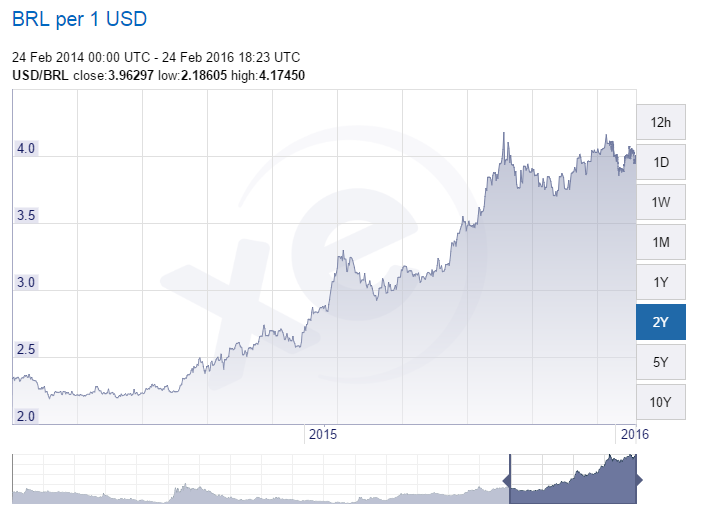 BRL per 1 USD
24 Feb 2014 00:00 UTC - 24 Feb 2016 18:23 UTC
USD/BRL close:3.96297 low:2.18605 high:4.17450
4.0
3.5
3.0
2.5
2.0
2015
2016
xe
12h
1D
1W
1M
1Y
2Y
5Y
10Y